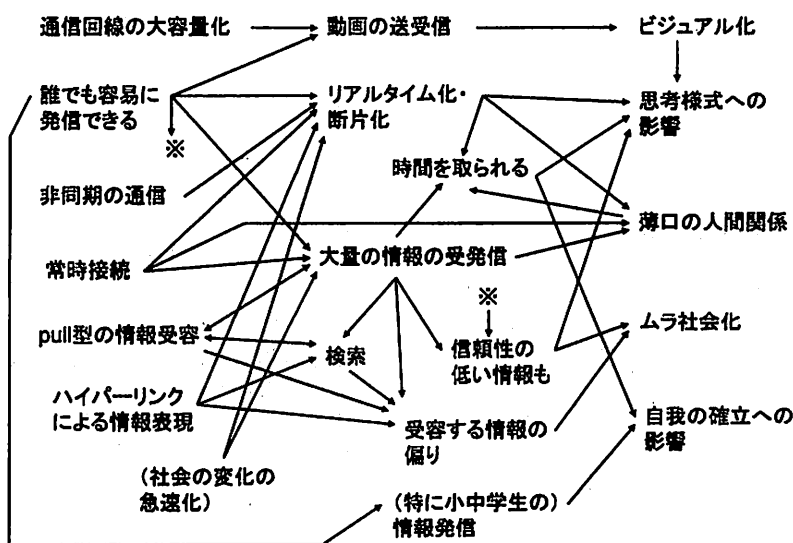 通信回線の大容量化
動画の送受信
ビジュアル化
誰でも容易に
発信できる
※
リアルタイム化・
断片化
思考様式への
影響
時間を取られる
非同期の通信
薄口の人間関係
常時接続
大量の情報の受発信
※
pull型の情報受容
検索
信頼性の
低い情報も
ムラ社会化
ハイパーリンク
による情報表現
受容する情報の
偏り
自我の確立への
影響
(社会の変化の
急速化)
(特に小中学生の)
情報発信